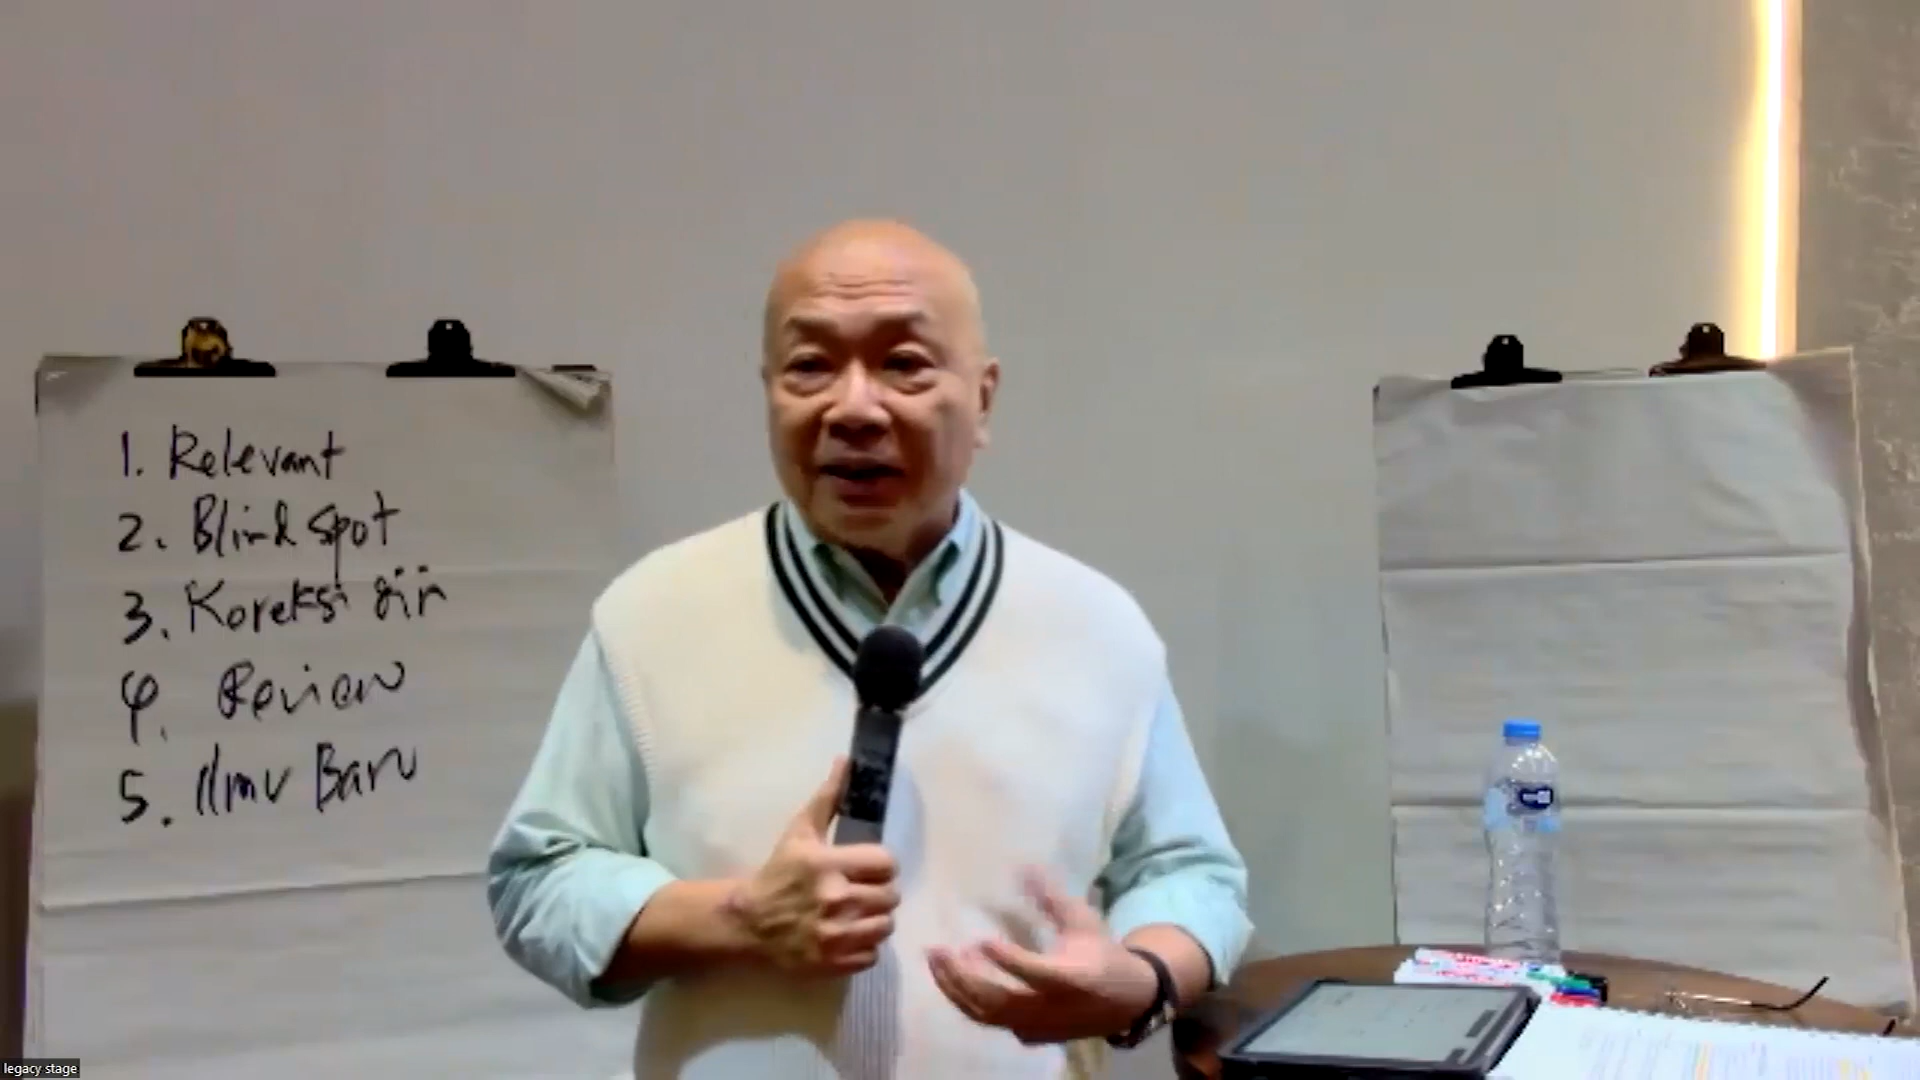 1. Relevant
2. Blind spot
3. Koreksi diri
4. Review
5. Ilmu Baru
legacy stage